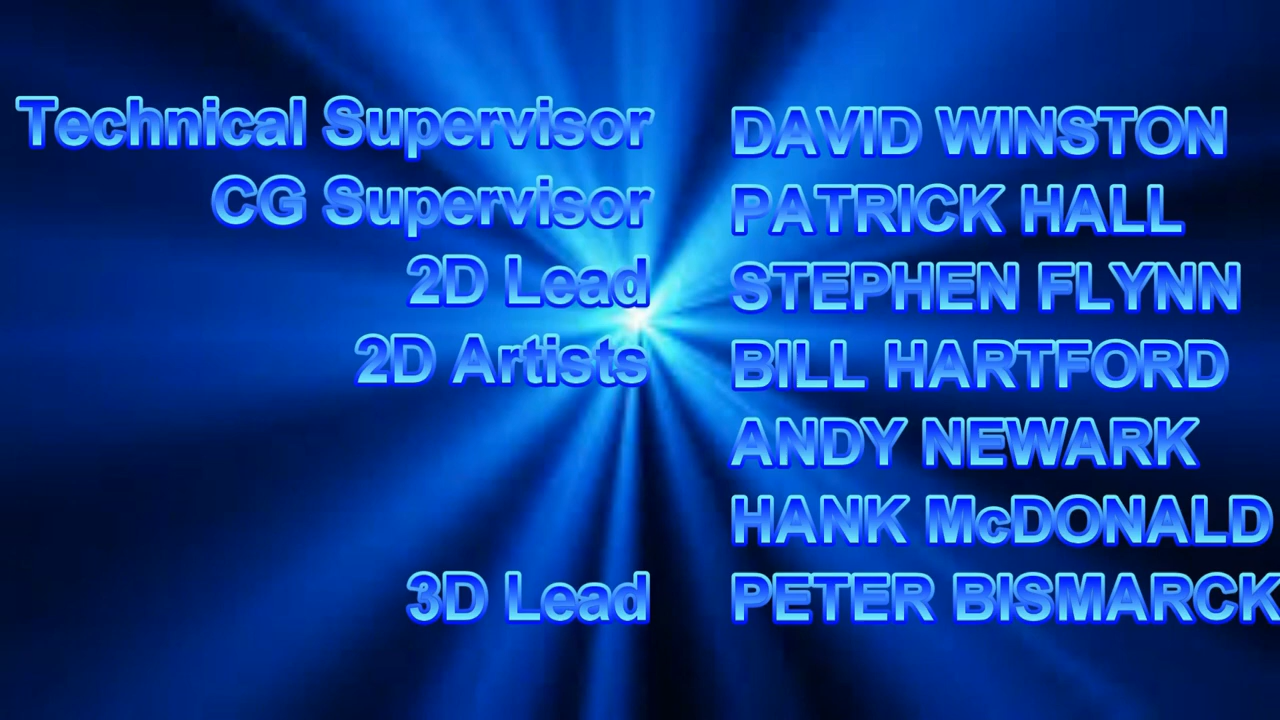 Technical Supervisor DAVID WINSTON
CG Supervisor PATRICK HALL
2D Lead STEPHEN FLYNN
2D Artists BILL HARTFORD
ANDY NEWARK
HANK McDONALD
3D Lead PETER BISMARCK